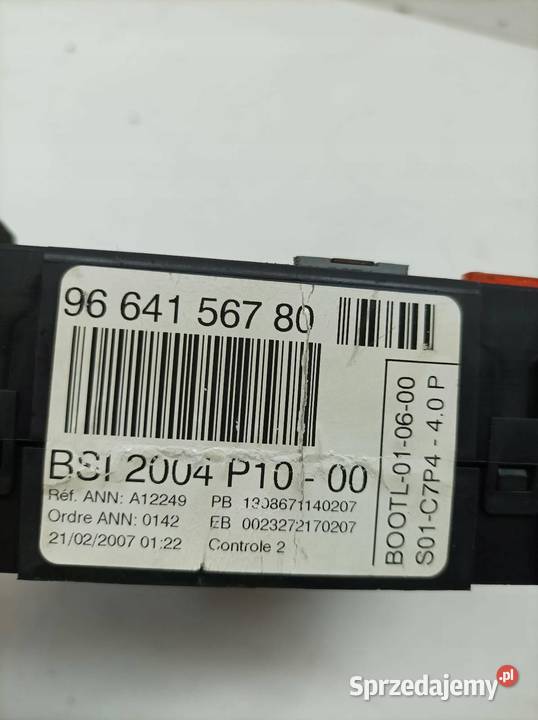 96 641 567 80
BSI 2004 P10 - 00
Réf. ANN: A12249 PB 1308671140207
Ordre ANN: 0142 EB 0023272170207
21/02/2007 01:22 Controle 2
BOOTL-01-06-00
S01-C7P4 - 4.0 P
Sprzedajemy.pl